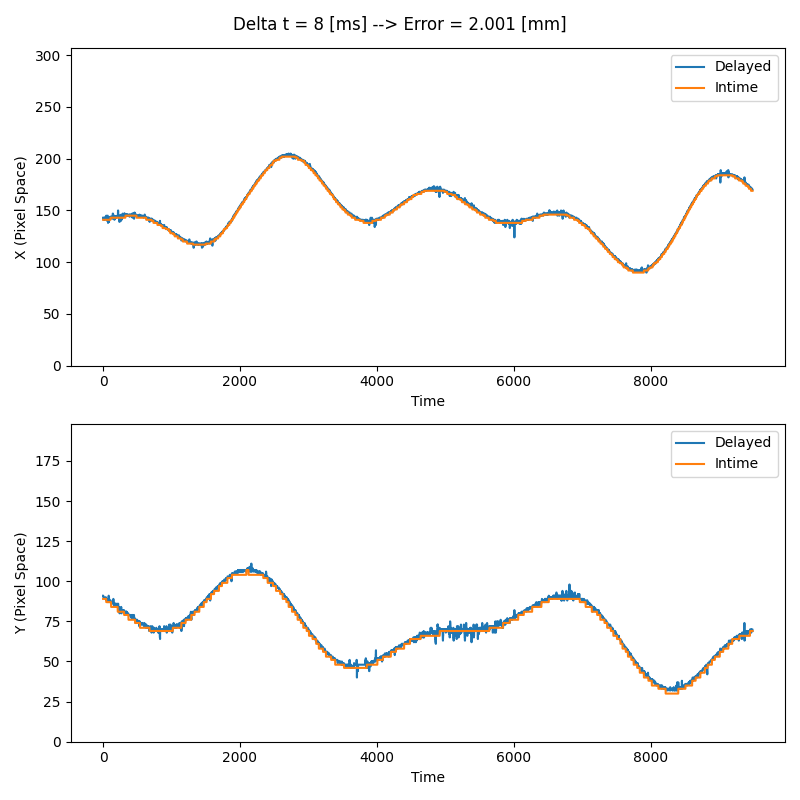 Delta t = 8 [ms] --> Error = 2.001 [mm]
300
250
200
150
100
50
0
X (Pixel Space)
Delayed
Intime
0 2000 4000 6000 8000
Time
175
150
125
100
75
50
25
0
Y (Pixel Space)
Delayed
Intime
0 2000 4000 6000 8000
Time